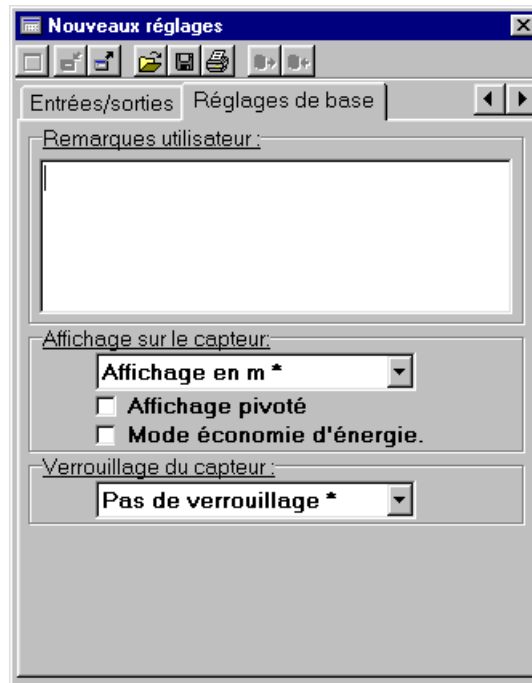 Nouveaux réglages
Entrées/sorties Réglages de base
Remarques utilisateur :
Affichage sur le capteur:
Affichage en m *
Affichage pivoté
Mode économie d'énergie.
Verrouillage du capteur :
Pas de verrouillage *